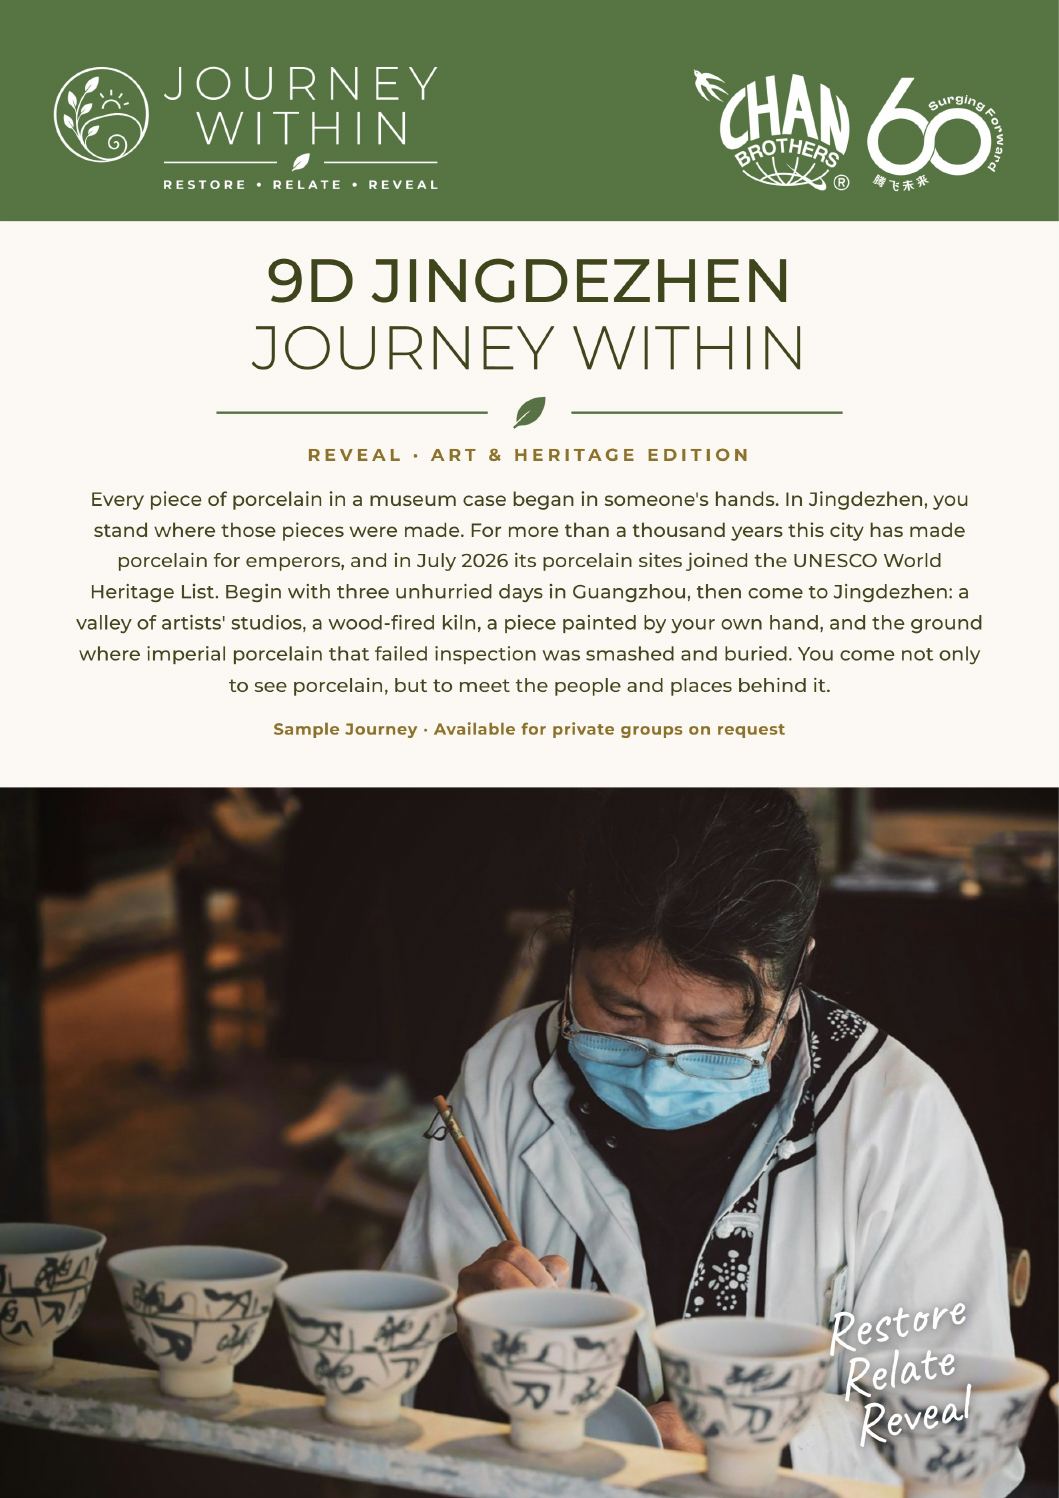 JOURNEY
WITHIN
RESTORE • RELATE • REVEAL
CHAN
BROTHERS
®
60
Surging Forward
腾飞未来
9D JINGDEZHEN
JOURNEY WITHIN
REVEAL · ART & HERITAGE EDITION
Every piece of porcelain in a museum case began in someone's hands. In Jingdezhen, you
stand where those pieces were made. For more than a thousand years this city has made
porcelain for emperors, and in July 2026 its porcelain sites joined the UNESCO World
Heritage List. Begin with three unhurried days in Guangzhou, then come to Jingdezhen: a
valley of artists' studios, a wood-fired kiln, a piece painted by your own hand, and the ground
where imperial porcelain that failed inspection was smashed and buried. You come not only
to see porcelain, but to meet the people and places behind it.
Sample Journey · Available for private groups on request
Restore
Relate
Reveal